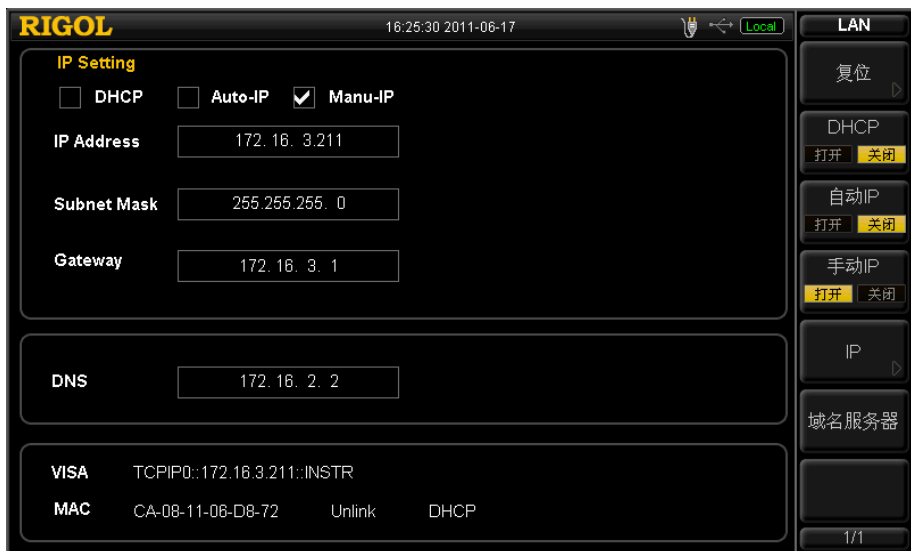 RIGOL 16:25:30 2011-06-17 Local
IP Setting
DHCP Auto-IP Manu-IP
IP Address 172. 16. 3.211
Subnet Mask 255.255.255. 0
Gateway 172. 16. 3. 1
DNS 172. 16. 2. 2
VISA TCPIP0::172.16.3.211::INSTR
MAC CA-08-11-06-D8-72 Unlink DHCP
LAN
复位
DHCP
打开 关闭
自动IP
打开 关闭
手动IP
打开 关闭
IP
域名服务器
1/1